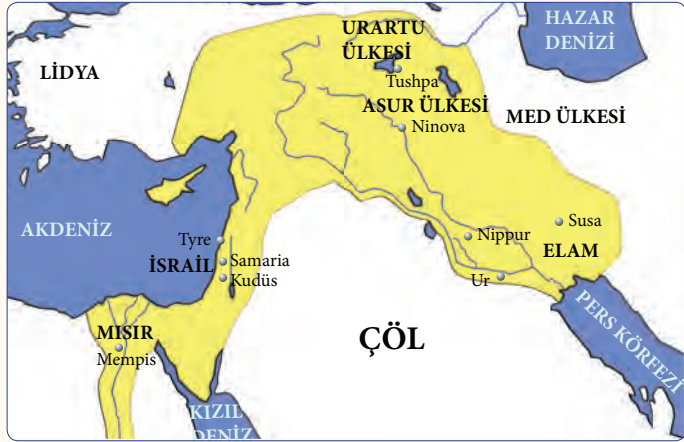 HAZAR
DENİZİ
URARTU
ÜLKESİ
LİDYA
Tushpa
ASUR ÜLKESİ
MED ÜLKESİ
Ninova
AKDENİZ
Susa
Tyre
Nippur
ELAM
İSRAİL
Samaria
Kudüs
Ur
PERS KÖRFEZİ
MISIR
ÇÖL
Mempis
KIZIL
DENİZ